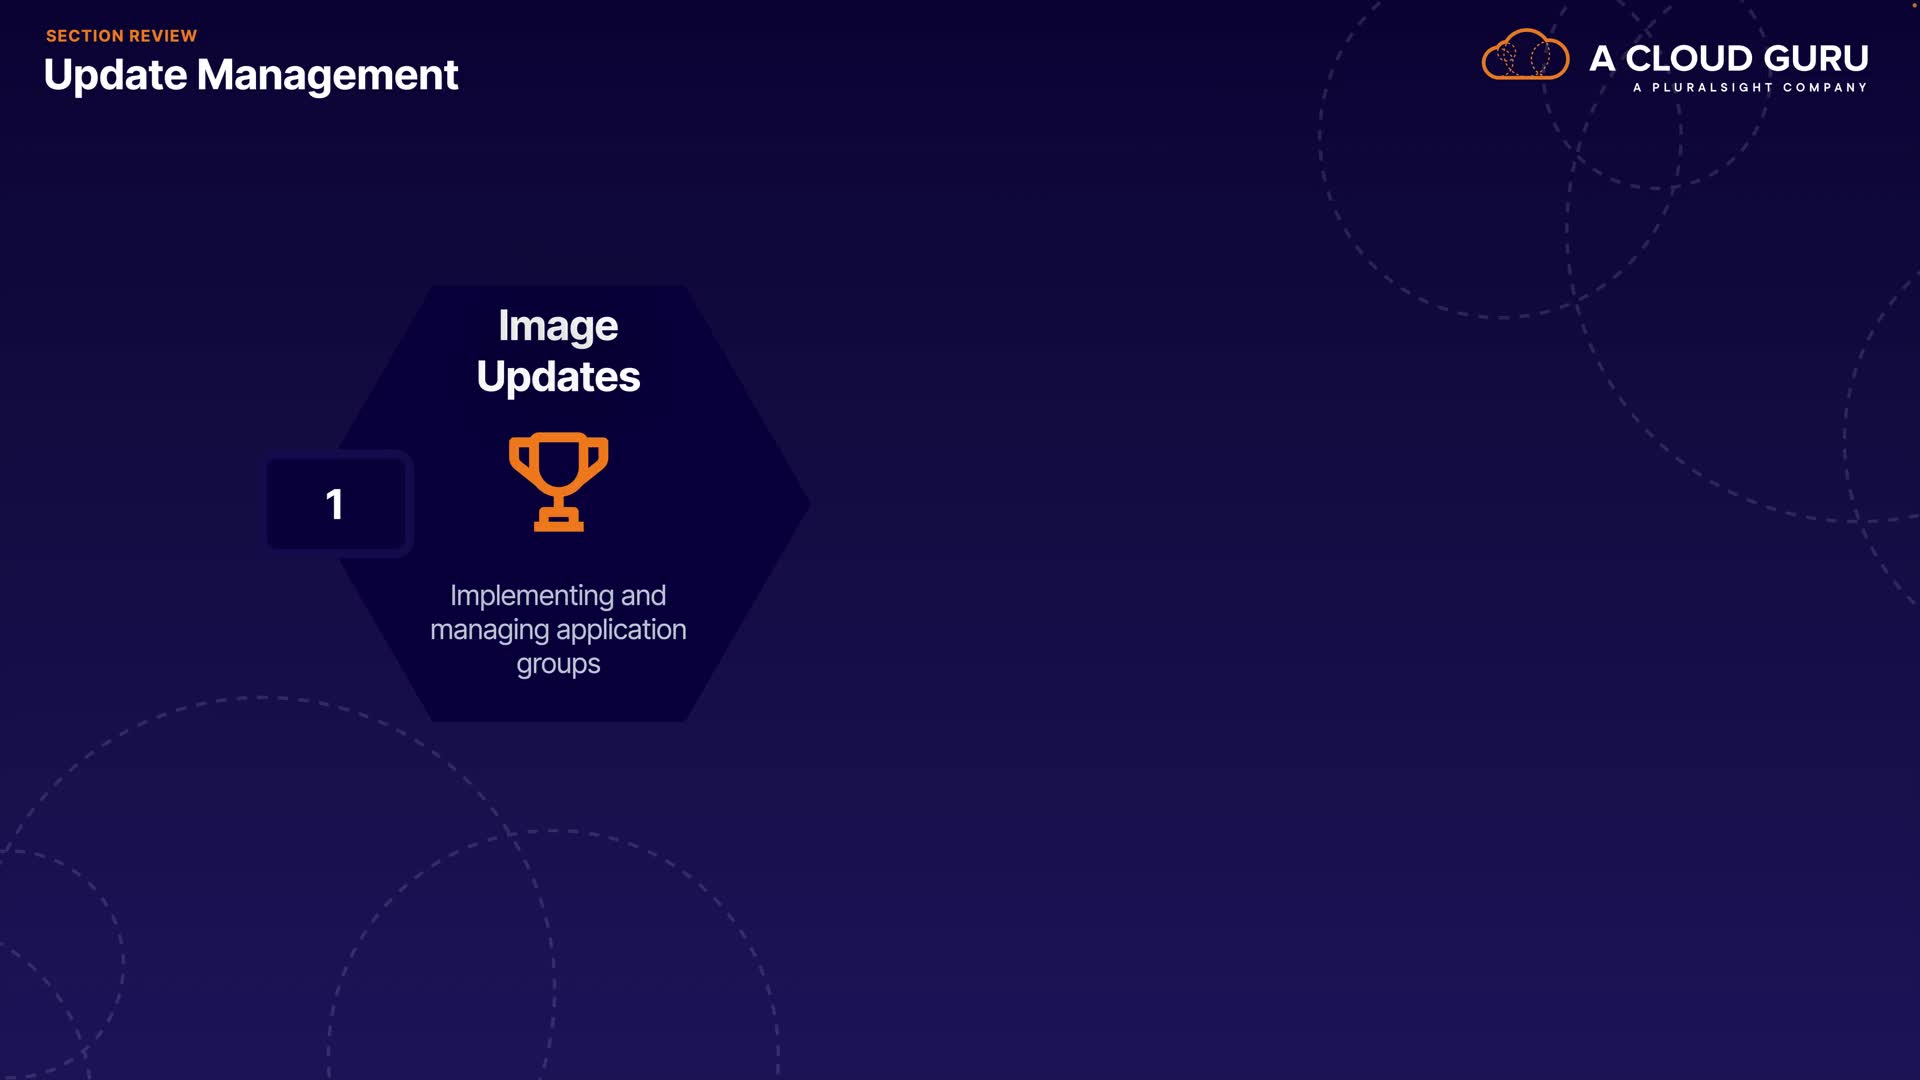 SECTION REVIEW
Update Management
A CLOUD GURU
A PLURALSIGHT COMPANY
Image
Updates
1
Implementing and
managing application
groups